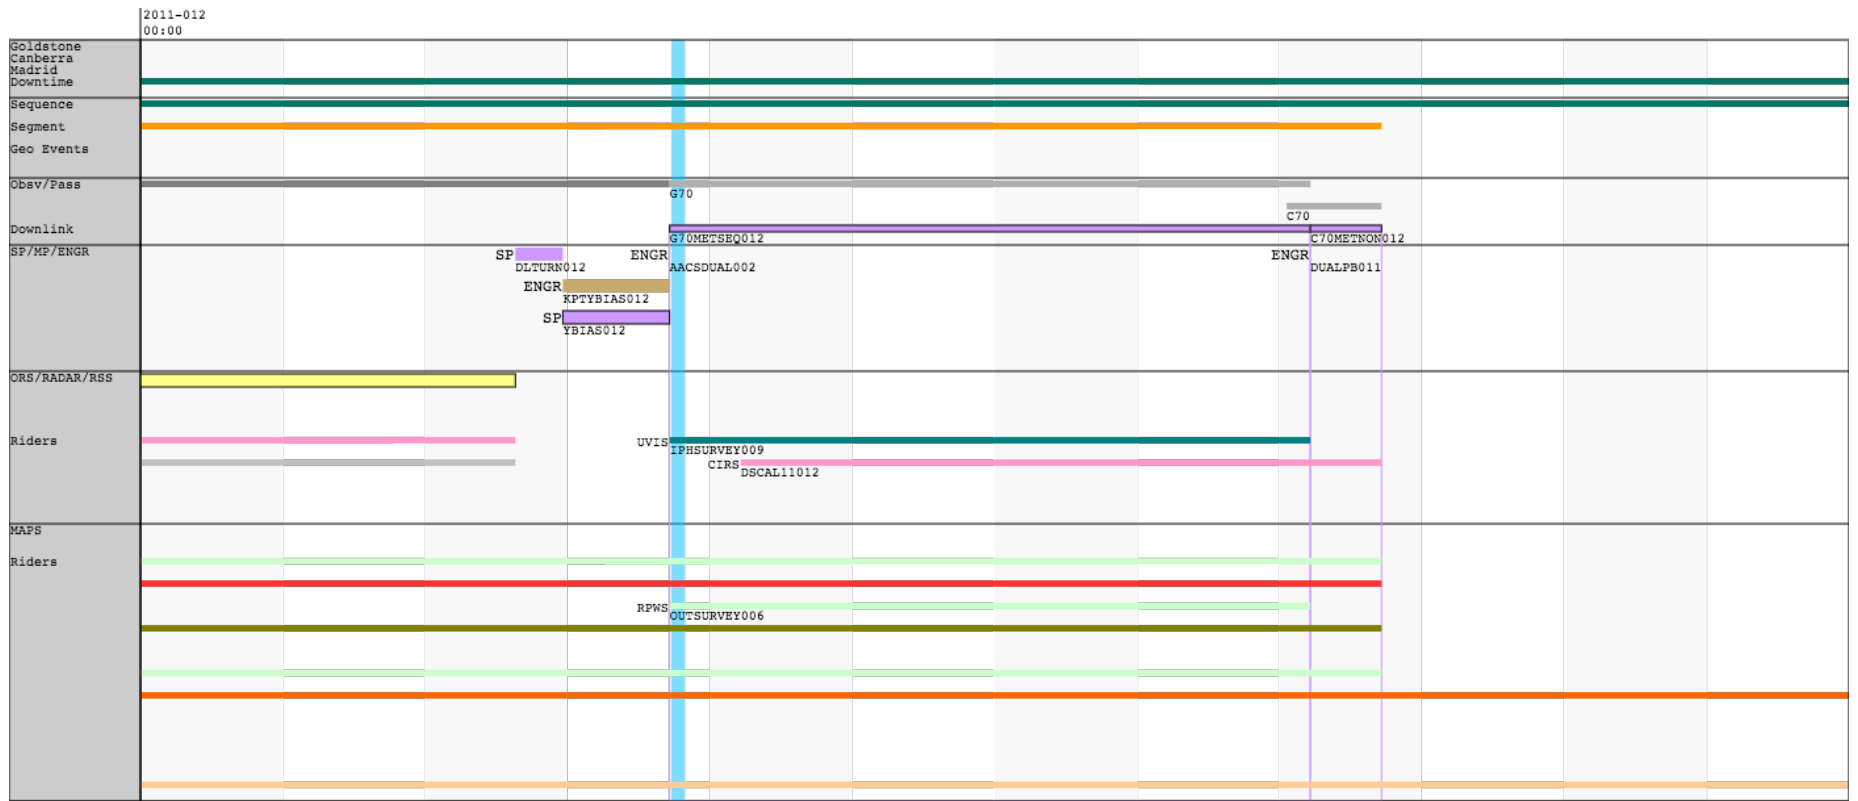 2011-012
00:00
Goldstone
Canberra
Madrid
Downtime
Sequence
Segment
Geo Events
Obsv/Pass
G70
C70
Downlink
G70METSEQ012 C70METNON012
SP/MP/ENGR SP ENGR ENGR
DLTURN012 AACSDUAL002 DUALPB011
ENGR
KPTYBIAS012
SP
YBIAS012
ORS/RADAR/RSS
Riders UVIS
IPHSURVEY009
CIRS
DSCAL11012
MAPS
Riders
RPWS
OUTSURVEY006